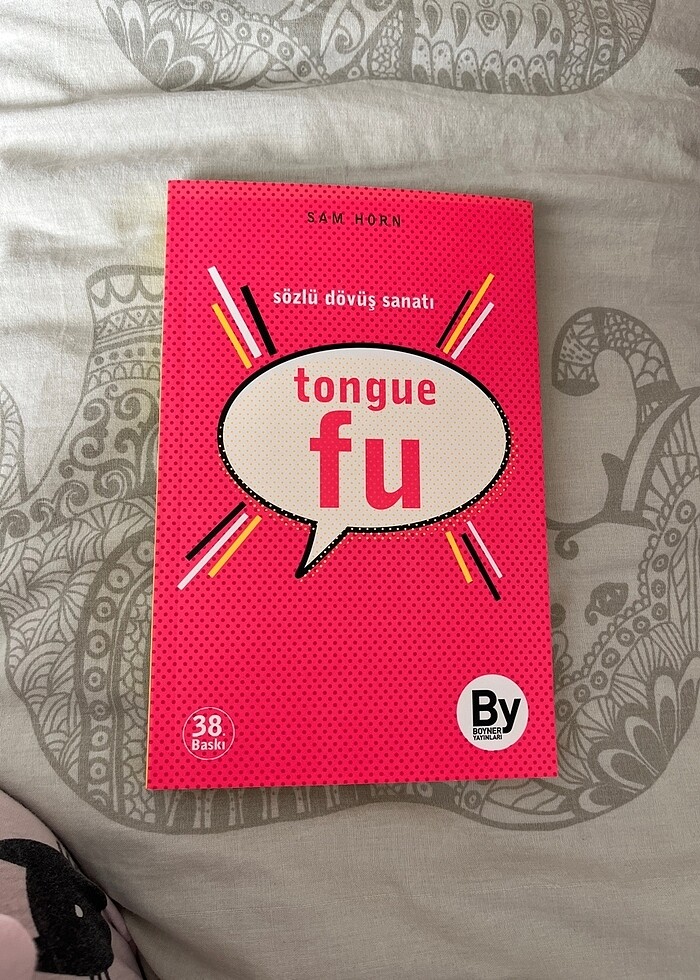 SAM HORN
sözlü dövüş sanatı
tongue
fu
38.
Baskı
By
BOYNER
YAYINLARI